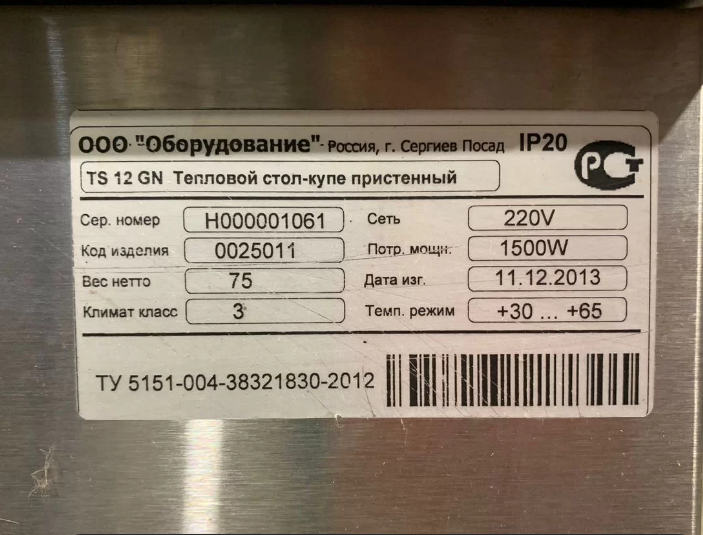 ООО "Оборудование" - Россия, г. Сергиев Посад IP20
РСТ
TS 12 GN Тепловой стол-купе пристенный
Сер. номер Н000001061 Сеть 220V
Код изделия 0025011 Потр. мощн. 1500W
Вес нетто 75 Дата изг. 11.12.2013
Климат класс 3 Темп. режим +30 ... +65
ТУ 5151-004-38321830-2012